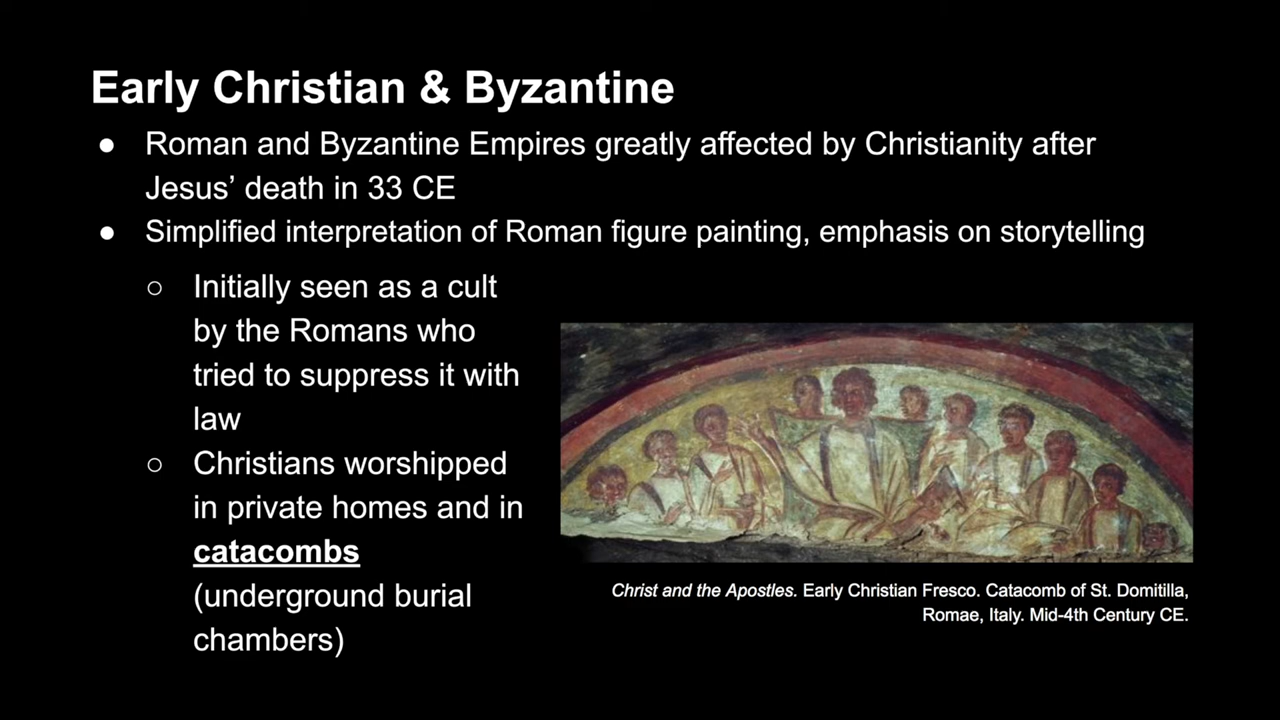 Early Christian & Byzantine
● Roman and Byzantine Empires greatly affected by Christianity after
Jesus’ death in 33 CE
● Simplified interpretation of Roman figure painting, emphasis on storytelling
○ Initially seen as a cult
by the Romans who
tried to suppress it with
law
○ Christians worshipped
in private homes and in
catacombs
(underground burial
chambers)
Christ and the Apostles. Early Christian Fresco. Catacomb of St. Domitilla,
Romae, Italy. Mid-4th Century CE.